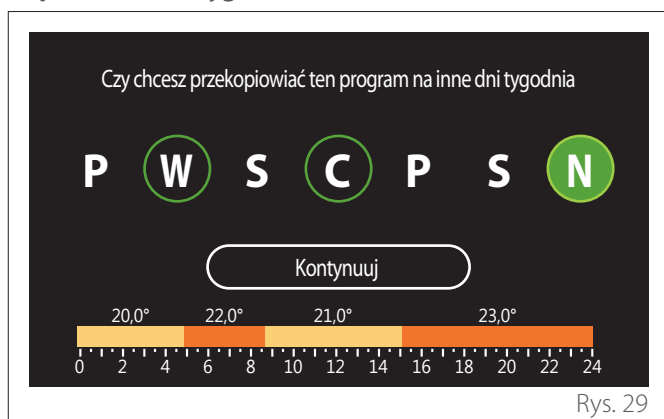 Czy chcesz przekopiowiać ten program na inne dni tygodnia
P W S C P S N
Kontynuuj
20,0° 22,0° 21,0° 23,0°
0 2 4 6 8 10 12 14 16 18 20 22 24
Rys. 29